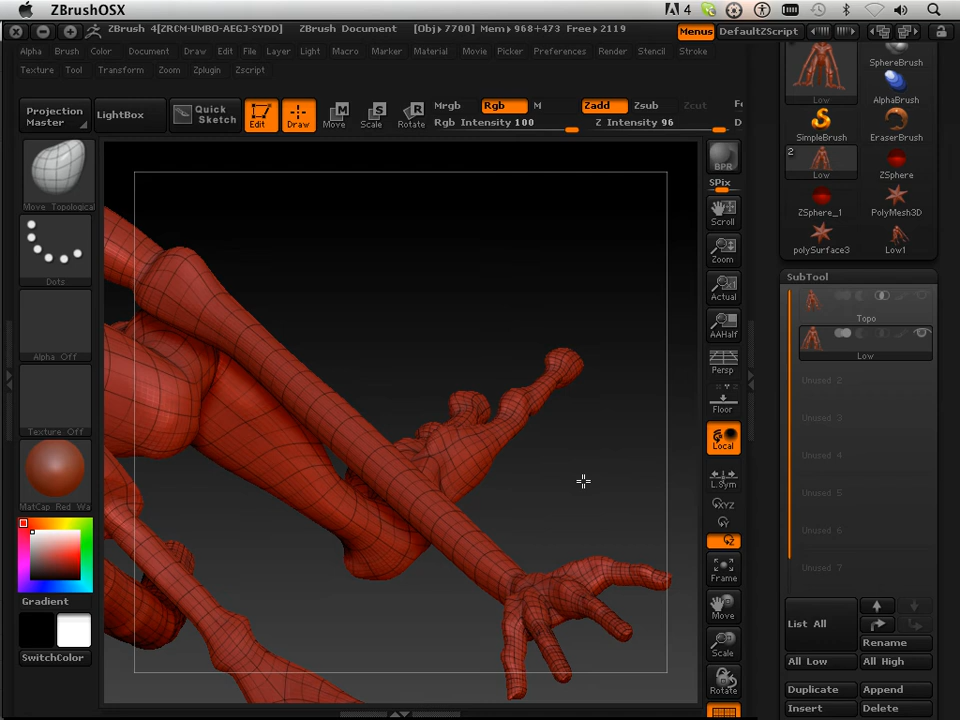 ZBrushOSX
4
ZBrush 4[ZRCM-UMBO-AEGJ-SYDD] ZBrush Document [Obj+7700] Mem+968+473 Free+2119 Menus DefaultZScript
Alpha Brush Color Document Draw Edit File Layer Light Macro Marker Material Movie Picker Preferences Render Stencil Stroke
Texture Tool Transform Zoom Zplugin Zscript
Projection Master
LightBox
Quick Sketch
Edit Draw Move Scale Rotate
Mrgb Rgb M Zadd Zsub Zcut
Rgb Intensity 100 Z Intensity 96
Move Topological
Dots
Alpha Off
Texture Off
MatCap Red Wa
Gradient
SwitchColor
BPR
SPix
Scroll
Zoom
Actual
AAHalf
Persp
Floor
Local
L.Sym
XYZ
Y
Z
Frame
Move
Scale
Rotate
Low SphereBrush
AlphaBrush
SimpleBrush EraserBrush
2
Low ZSphere
ZSphere_1 PolyMesh3D
polySurface3 Low1
SubTool
Topo
Low
Unused 2
Unused 3
Unused 4
Unused 5
Unused 6
Unused 7
List All
Rename
All Low All High
Duplicate Append
Insert Delete